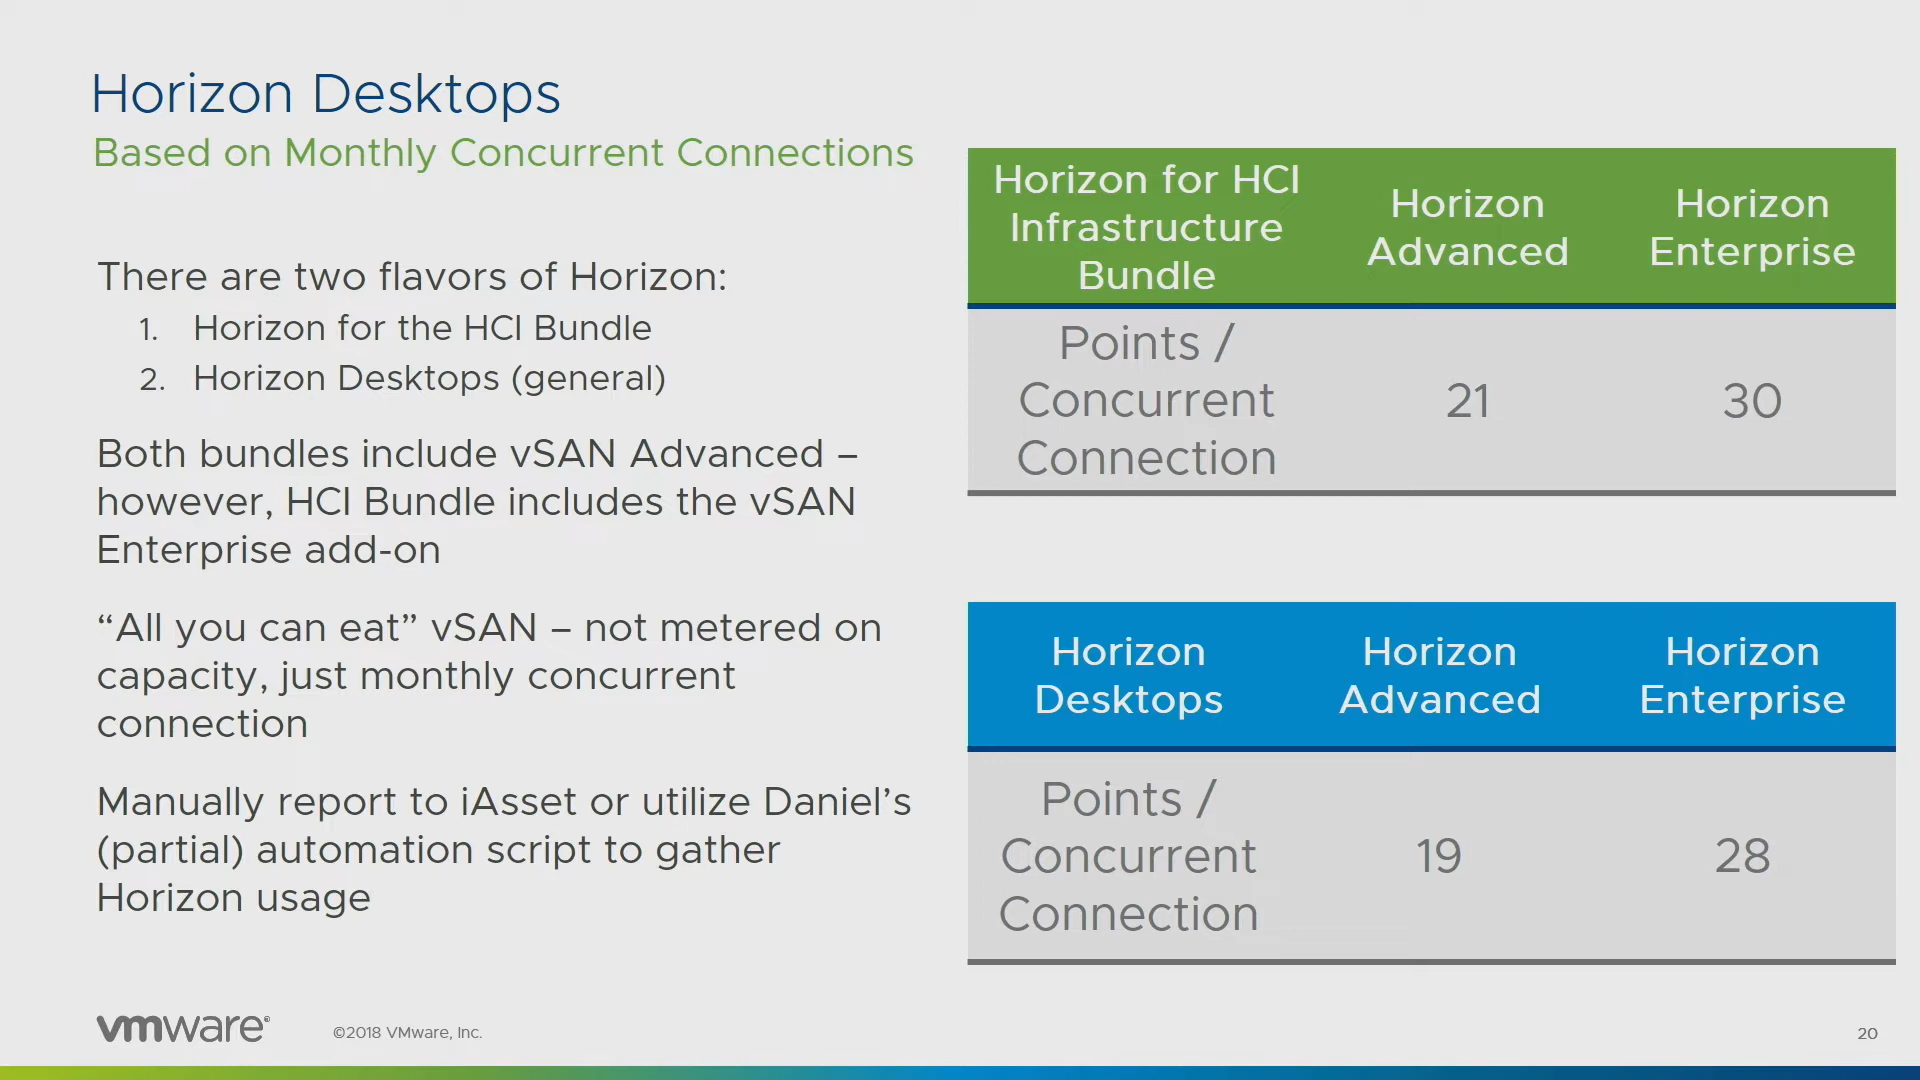 Horizon Desktops
Based on Monthly Concurrent Connections
There are two flavors of Horizon:
1. Horizon for the HCI Bundle
2. Horizon Desktops (general)
Both bundles include vSAN Advanced –
however, HCI Bundle includes the vSAN
Enterprise add-on
“All you can eat” vSAN – not metered on
capacity, just monthly concurrent
connection
Manually report to iAsset or utilize Daniel’s
(partial) automation script to gather
Horizon usage
Horizon for HCI
Infrastructure
Bundle
Horizon
Advanced
Horizon
Enterprise
Points /
Concurrent
Connection
21
30
Horizon
Desktops
Horizon
Advanced
Horizon
Enterprise
Points /
Concurrent
Connection
19
28
vmware®
©2018 VMware, Inc.
20